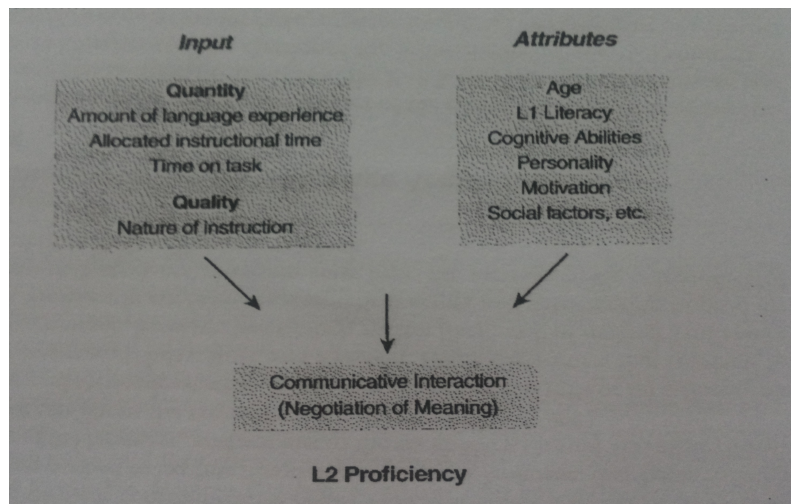 Input
Quantity
Amount of language experience
Allocated instructional time
Time on task
Quality
Nature of instruction
Attributes
Age
L1 Literacy
Cognitive Abilities
Personality
Motivation
Social factors, etc.
Communicative Interaction
(Negotiation of Meaning)
L2 Proficiency